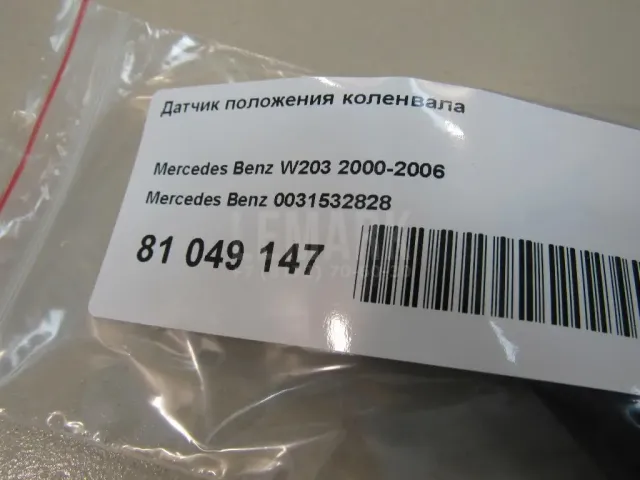 Датчик положения коленвала
Mercedes Benz W203 2000-2006
Mercedes Benz 0031532828
81 049 147